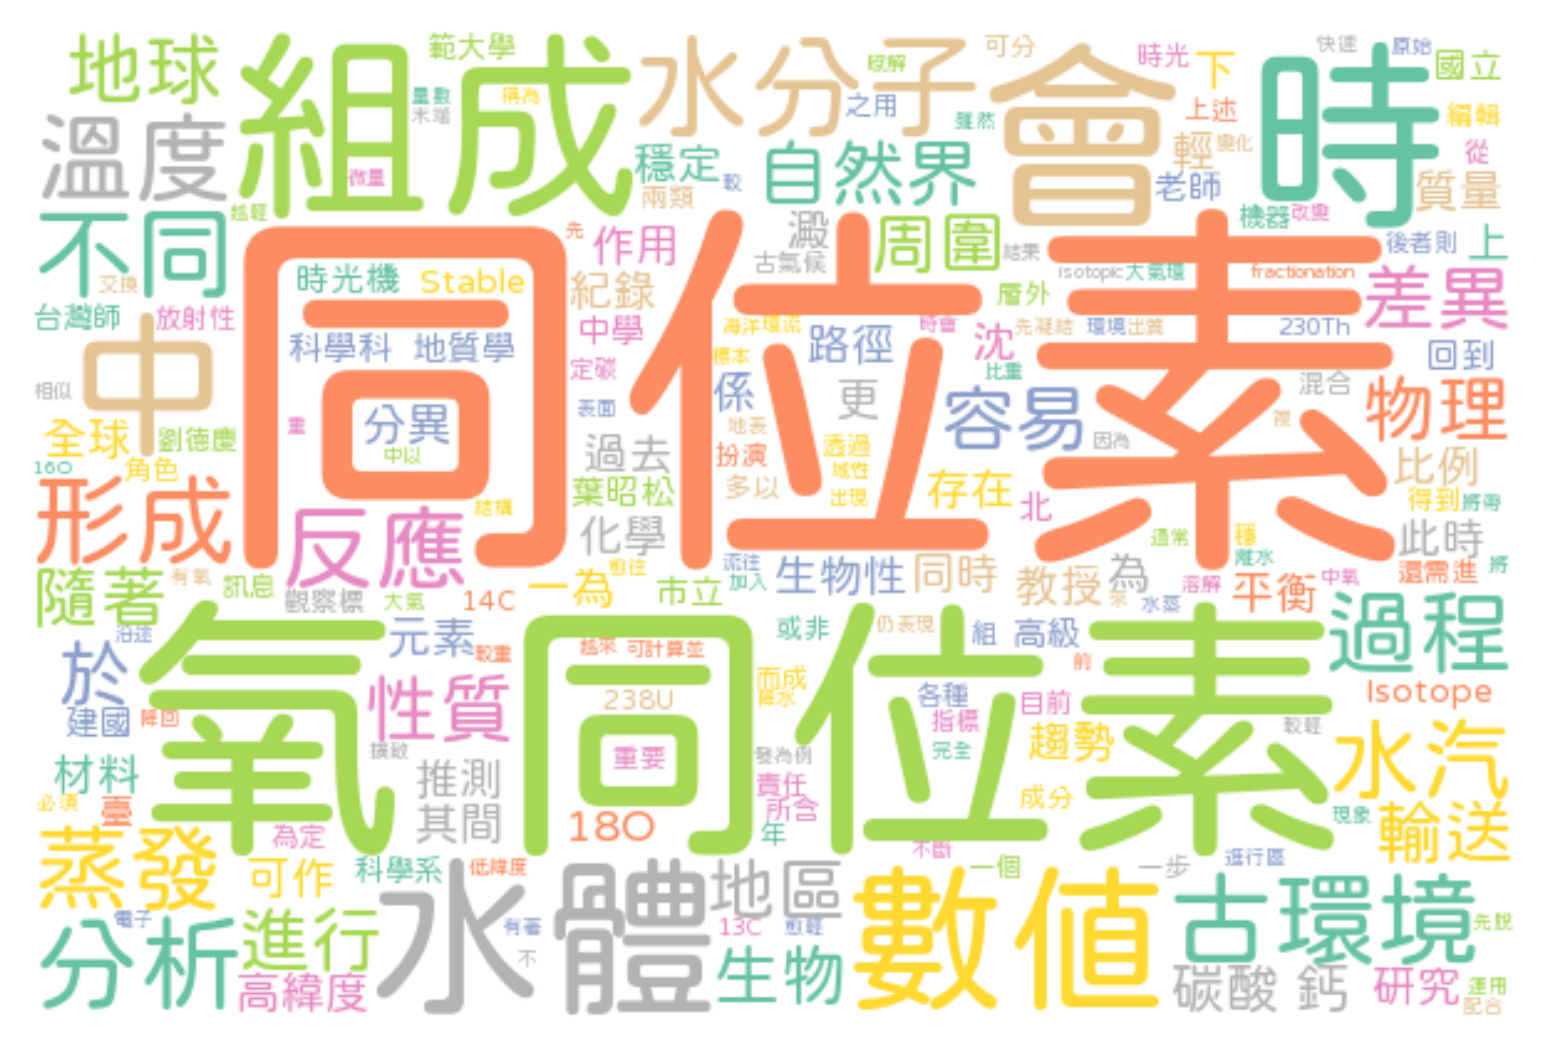 地球
組成
範大學
水分子
瞭解
可分
會
時光
下
快速
原始
時
國立
溫度
量數
末端
稱為
之用
雖然
上述
編輯
微量
穩定
兩類
較
自然界
輕
變化
老師
從
質量
不同
越輕
先
作用
澱
周圍
機器
改變
後者則
上
交換
同位素
時光機
Stable
紀錄
古氣候
結果
isotopic
大氣環
fractionation
差異
台灣師
放射性
層外
中
科學科
地質學
中學
海洋環流
路徑
時會
沈
先凝結
環境
出質
230Th
回到
相似
定碳
標本
比重
分異
表面
係
更
容易
混合
物理
全球
劉德慶
重
中以
過去
地表
扮演
透過
因為
複
16O
角色
葉昭松
多以
域性
出現
存在
比例
形成
結構
北
得到
將帶
反應
化學
通常
穩
離水
此時
隨著
有氧
訊息
觀察標
大氣
14C
一為
愈往
市立
流往
加入
生物性
同時
教授
為
來
水蒸
溶解
平衡
中氧
還需進
將
於
沿途
氧同位素
元素
較重
越來
可計算並
或非
仍表現
組
高級
前
過程
建國
降回
性質
238U
而成
降水
各種
指標
目前
Isotope
材料
擴散
推測
重要
發為例
完全
趨勢
較輕
水汽
必須
臺
為定
其間
18O
責任
所含
年
成分
現象
輸送
蒸發
可作
科學系
低緯度
不斷
一個
一步
進行區
分析
電子
進行
高緯度
水體
有著
不
地區
13C
愈輕
生物
數值
古環境
先脫
碳酸
鈣
研究
運用
配合